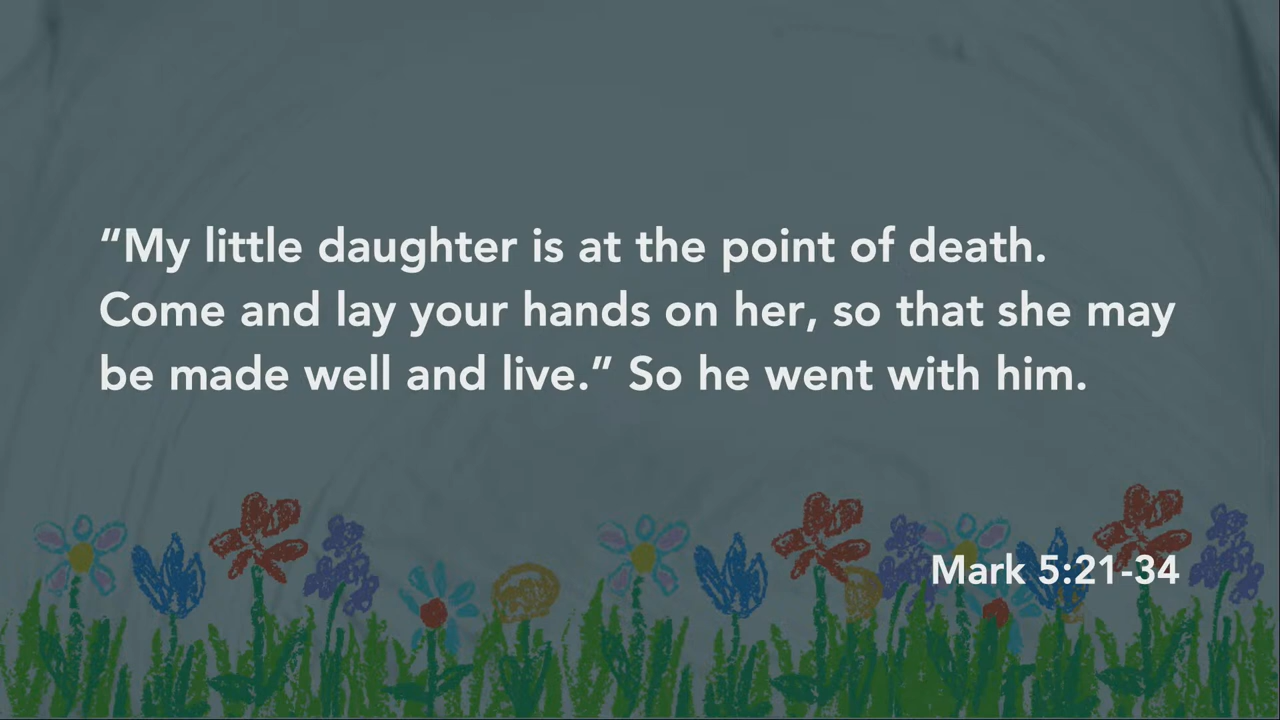 “My little daughter is at the point of death.
Come and lay your hands on her, so that she may
be made well and live.” So he went with him.
Mark 5:21-34